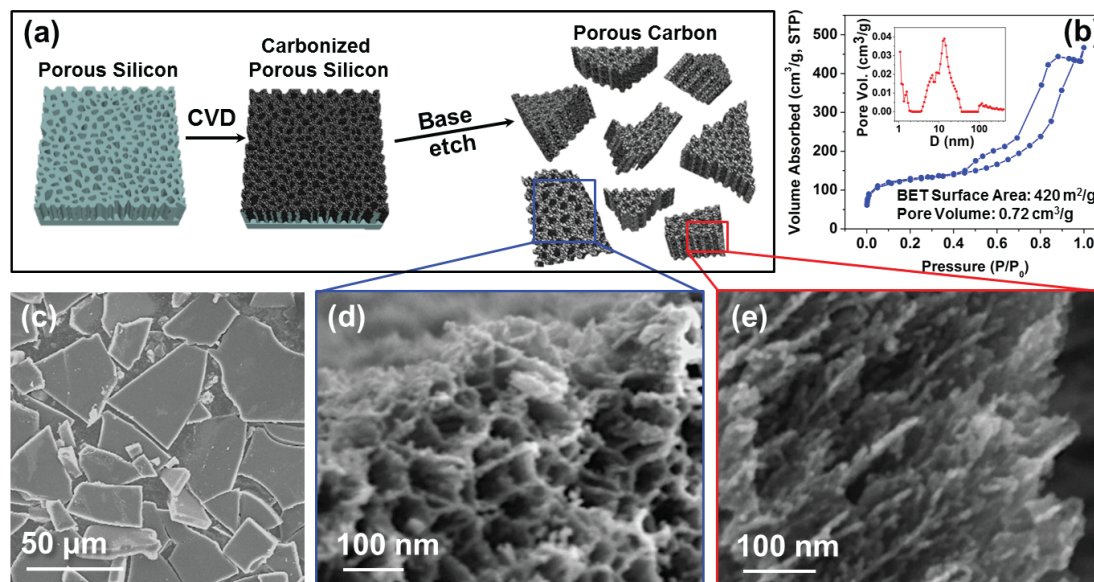 (a)
Porous Silicon
CVD
Carbonized
Porous Silicon
Base
etch
Porous Carbon
(b)
Volume Absorbed (cm³/g, STP)
500
400
300
200
100
0
0.0 0.2 0.4 0.6 0.8 1.0
Pressure (P/P₀)
Pore Vol. (cm³/g)
0.04
0.03
0.02
0.01
0.00
1 10 100
D (nm)
BET Surface Area: 420 m²/g
Pore Volume: 0.72 cm³/g
(c)
50 µm
(d)
100 nm
(e)
100 nm